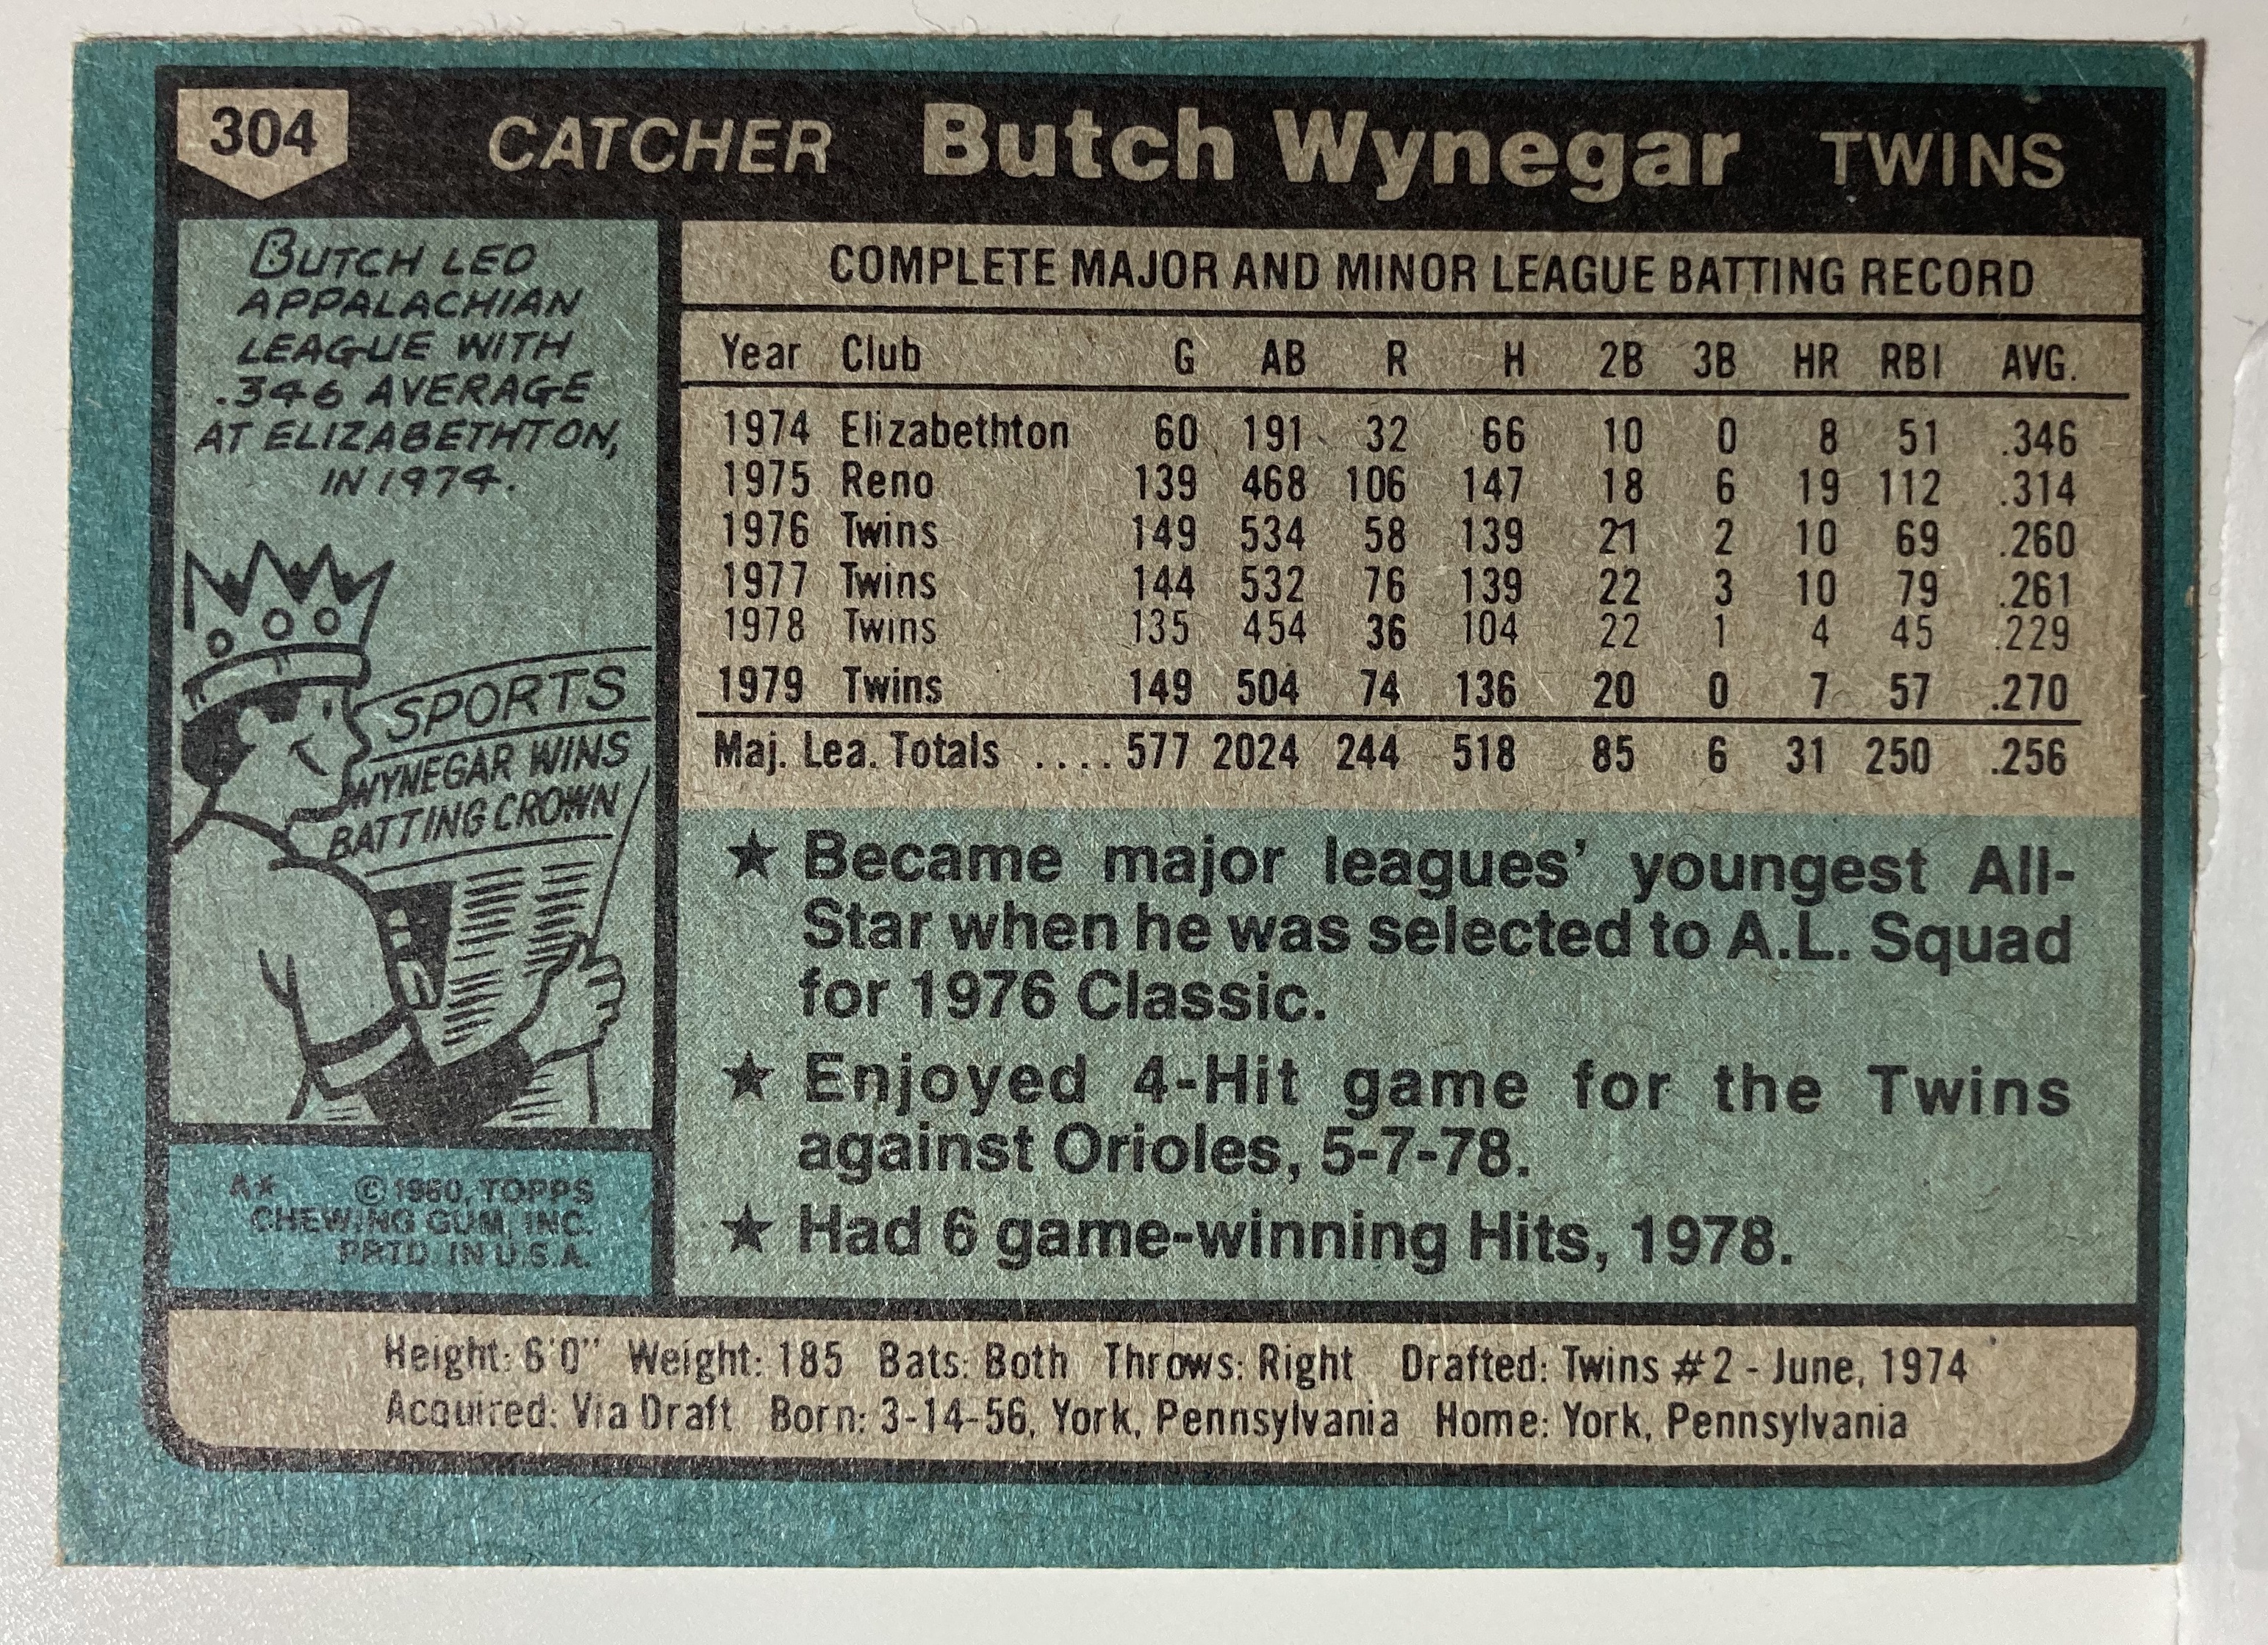 304 CATCHER Butch Wynegar TWINS
BUTCH LED
APPALACHIAN
LEAGUE WITH
.346 AVERAGE
AT ELIZABETHTON,
IN 1974.
SPORTS
WYNEGAR WINS
BATTING CROWN
A* © 1980, TOPPS
CHEWING GUM, INC.
PRTD. IN U.S.A.
COMPLETE MAJOR AND MINOR LEAGUE BATTING RECORD
Year Club G AB R H 2B 3B HR RBI AVG.
1974 Elizabethton 60 191 32 66 10 0 8 51 .346
1975 Reno 139 468 106 147 18 6 19 112 .314
1976 Twins 149 534 58 139 21 2 10 69 .260
1977 Twins 144 532 76 139 22 3 10 79 .261
1978 Twins 135 454 36 104 22 1 4 45 .229
1979 Twins 149 504 74 136 20 0 7 57 .270
Maj. Lea. Totals .... 577 2024 244 518 85 6 31 250 .256
★ Became major leagues' youngest All-
Star when he was selected to A.L. Squad
for 1976 Classic.
★ Enjoyed 4-Hit game for the Twins
against Orioles, 5-7-78.
★ Had 6 game-winning Hits, 1978.
Height: 6'0" Weight: 185 Bats: Both Throws: Right Drafted: Twins #2 - June, 1974
Acquired: Via Draft Born: 3-14-56, York, Pennsylvania Home: York, Pennsylvania